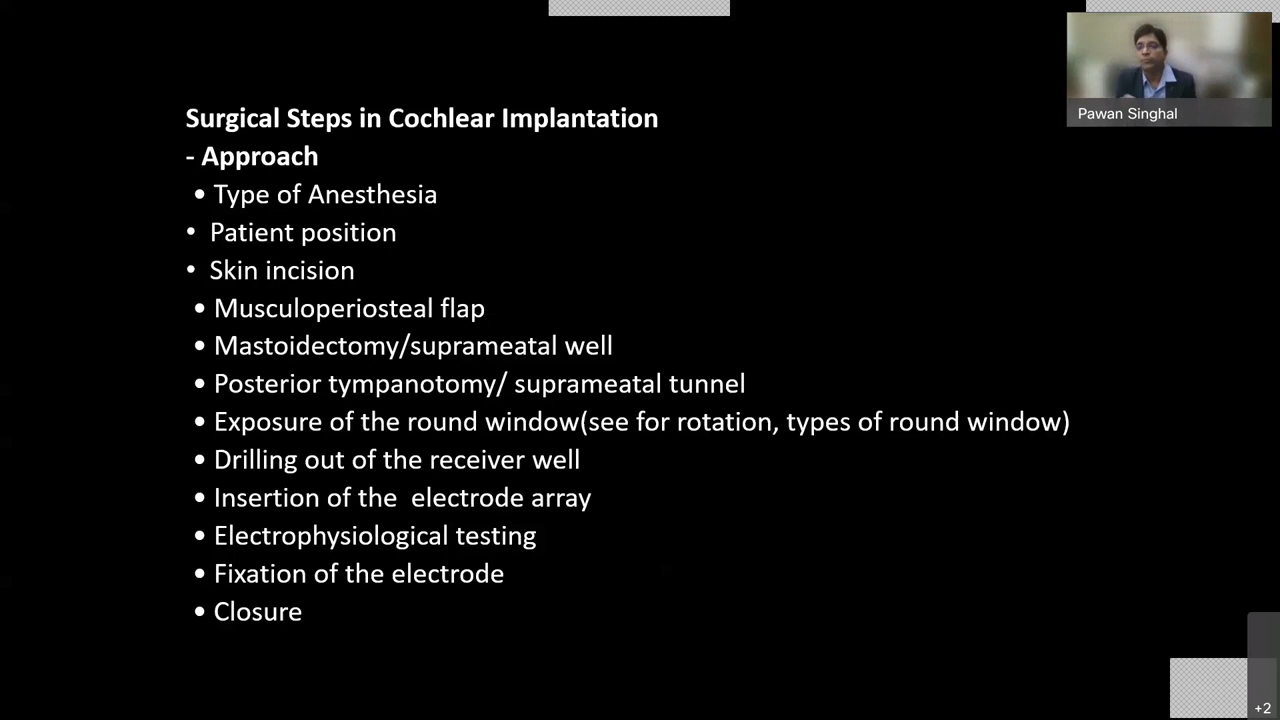 Surgical Steps in Cochlear Implantation
- Approach
• Type of Anesthesia
• Patient position
• Skin incision
• Musculoperiosteal flap
• Mastoidectomy/suprameatal well
• Posterior tympanotomy/ suprameatal tunnel
• Exposure of the round window(see for rotation, types of round window)
• Drilling out of the receiver well
• Insertion of the  electrode array
• Electrophysiological testing
• Fixation of the electrode
• Closure
Pawan Singhal
+2